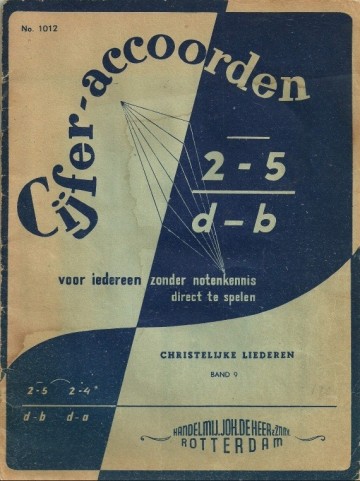 No. 1012
Cijfer-accoorden
2 - 5
d - b
voor iedereen zonder notenkennis
direct te spelen
CHRISTELIJKE LIEDEREN
BAND 9
2-5 2-4*
d-b d-a
HANDELMIJ. JOH. DE HEER & ZNN.
ROTTERDAM